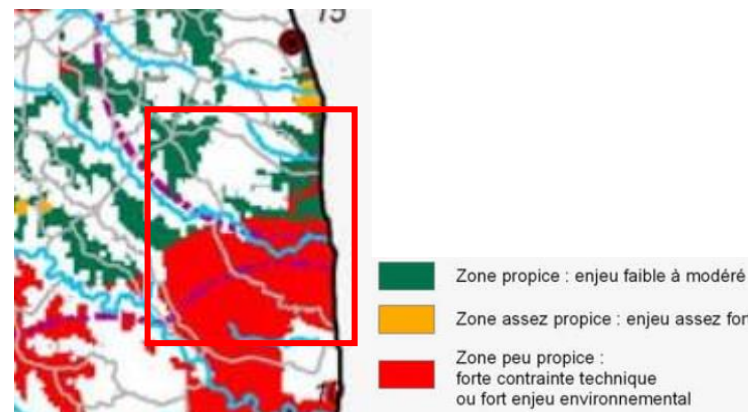 15
Zone propice : enjeu faible à modéré
Zone assez propice : enjeu assez for
Zone peu propice :
forte contrainte technique
ou fort enjeu environnemental